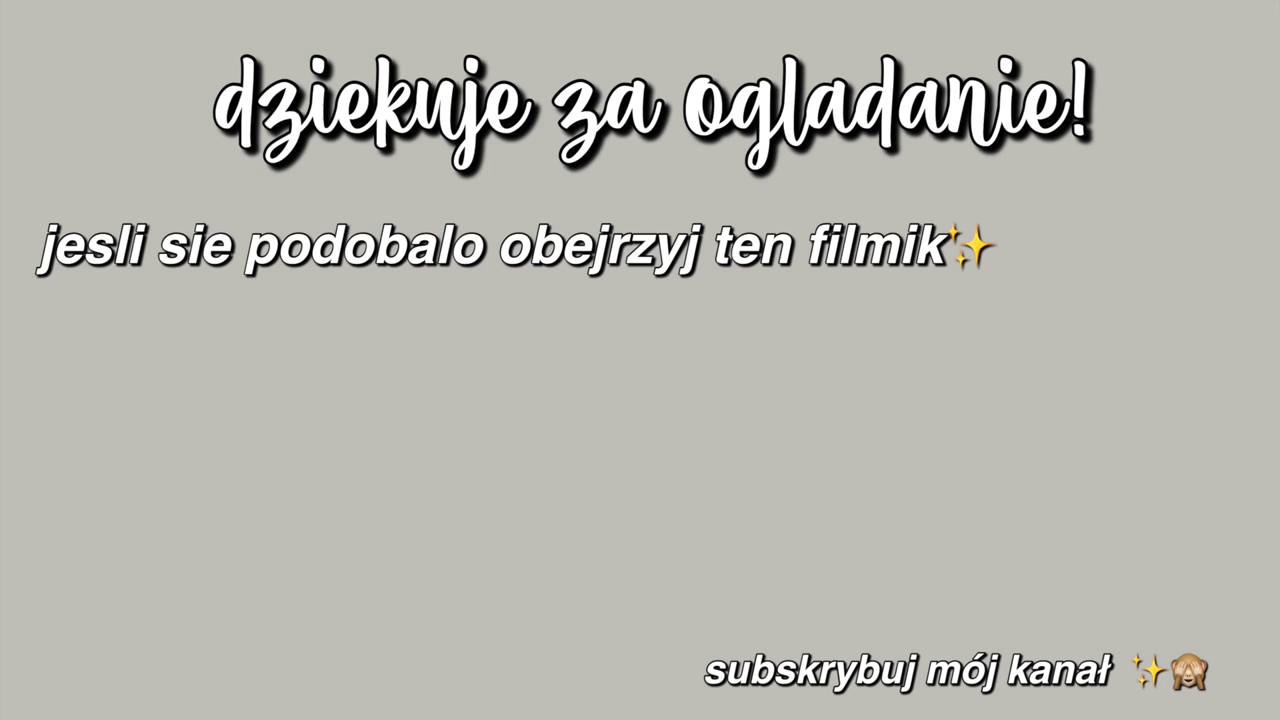 dziekuje za ogladanie!
jesli sie podobalo obejrzyj ten filmik✨
subskrybuj mój kanał ✨🙈